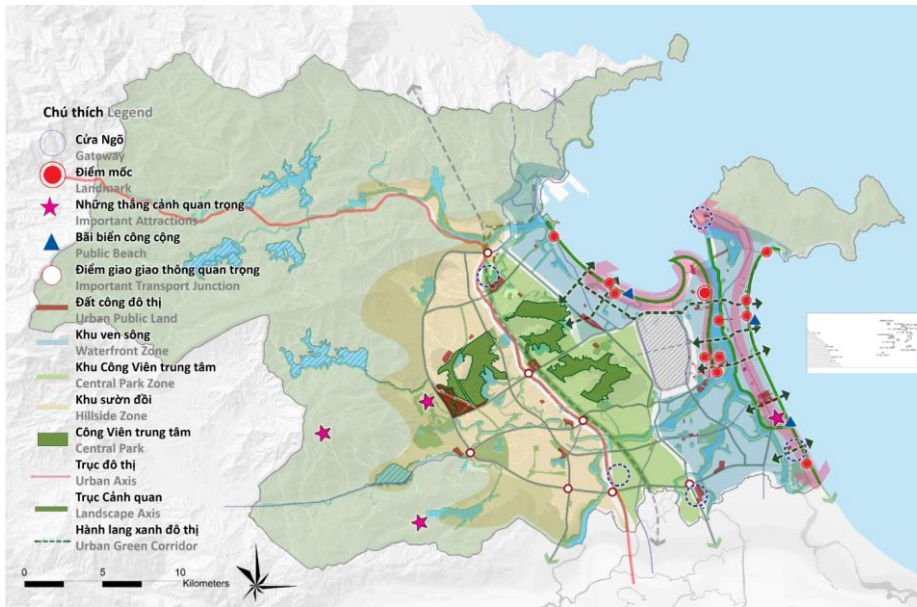 Chú thích Legend
Cửa Ngõ
Gateway
Điểm mốc
Landmark
Những thắng cảnh quan trọng
Important Attractions
Bãi biển công cộng
Public Beach
Điểm giao giao thông quan trọng
Important Transport Junction
Đất công đô thị
Urban Public Land
Khu ven sông
Waterfront Zone
Khu Công Viên trung tâm
Central Park Zone
Khu sườn đồi
Hillside Zone
Công Viên trung tâm
Central Park
Trục đô thị
Urban Axis
Trục Cảnh quan
Landscape Axis
Hành lang xanh đô thị
Urban Green Corridor
0 5 10
Kilometers